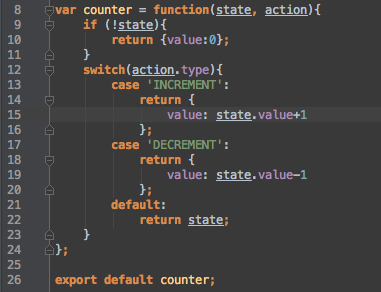 8 var counter = function(state, action){
9     if (!state){
10         return {value:0};
11     }
12     switch(action.type){
13         case 'INCREMENT':
14             return {
15                 value: state.value+1
16             };
17         case 'DECREMENT':
18             return {
19                 value: state.value-1
20             };
21         default:
22             return state;
23     }
24 };
25
26 export default counter;